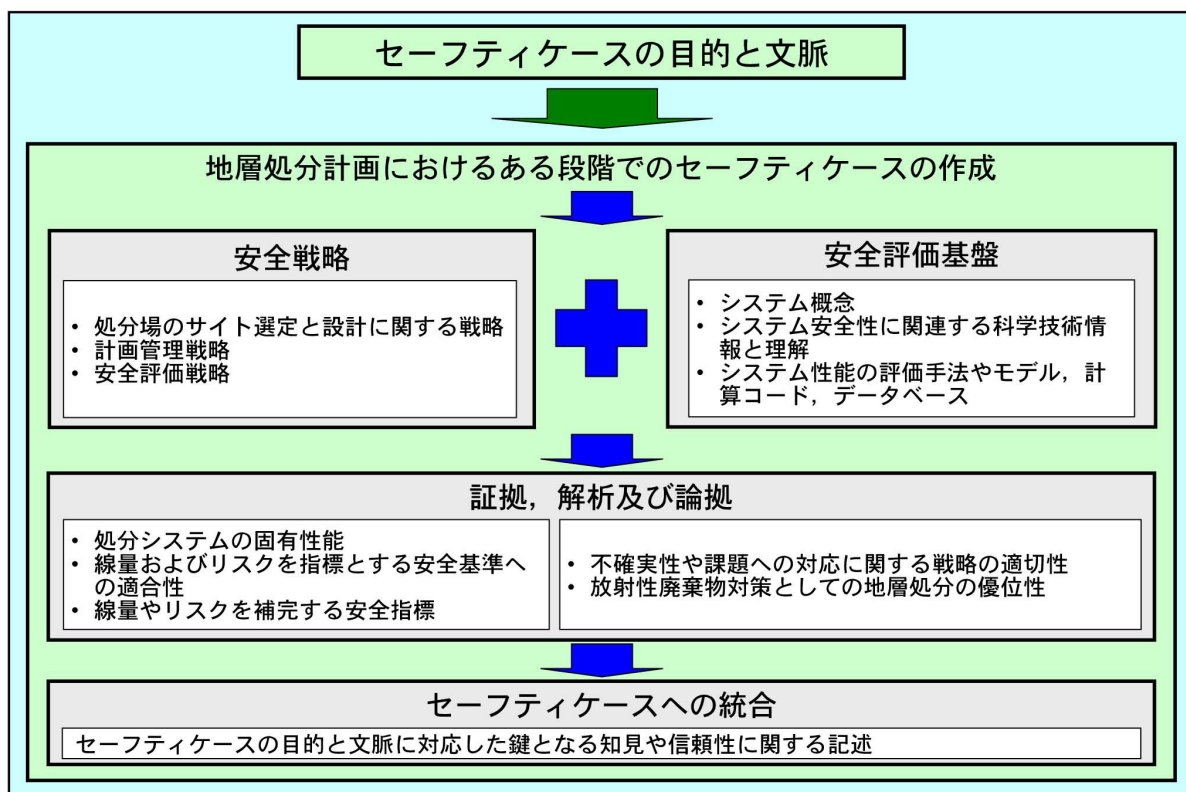 セーフティケースの目的と文脈
地層処分計画におけるある段階でのセーフティケースの作成
安全戦略
• 処分場のサイト選定と設計に関する戦略
• 計画管理戦略
• 安全評価戦略
安全評価基盤
• システム概念
• システム安全性に関連する科学技術情
報と理解
• システム性能の評価手法やモデル，計
算コード，データベース
証拠，解析及び論拠
• 処分システムの固有性能
• 線量およびリスクを指標とする安全基準へ
の適合性
• 線量やリスクを補完する安全指標
• 不確実性や課題への対応に関する戦略の適切性
• 放射性廃棄物対策としての地層処分の優位性
セーフティケースへの統合
セーフティケースの目的と文脈に対応した鍵となる知見や信頼性に関する記述